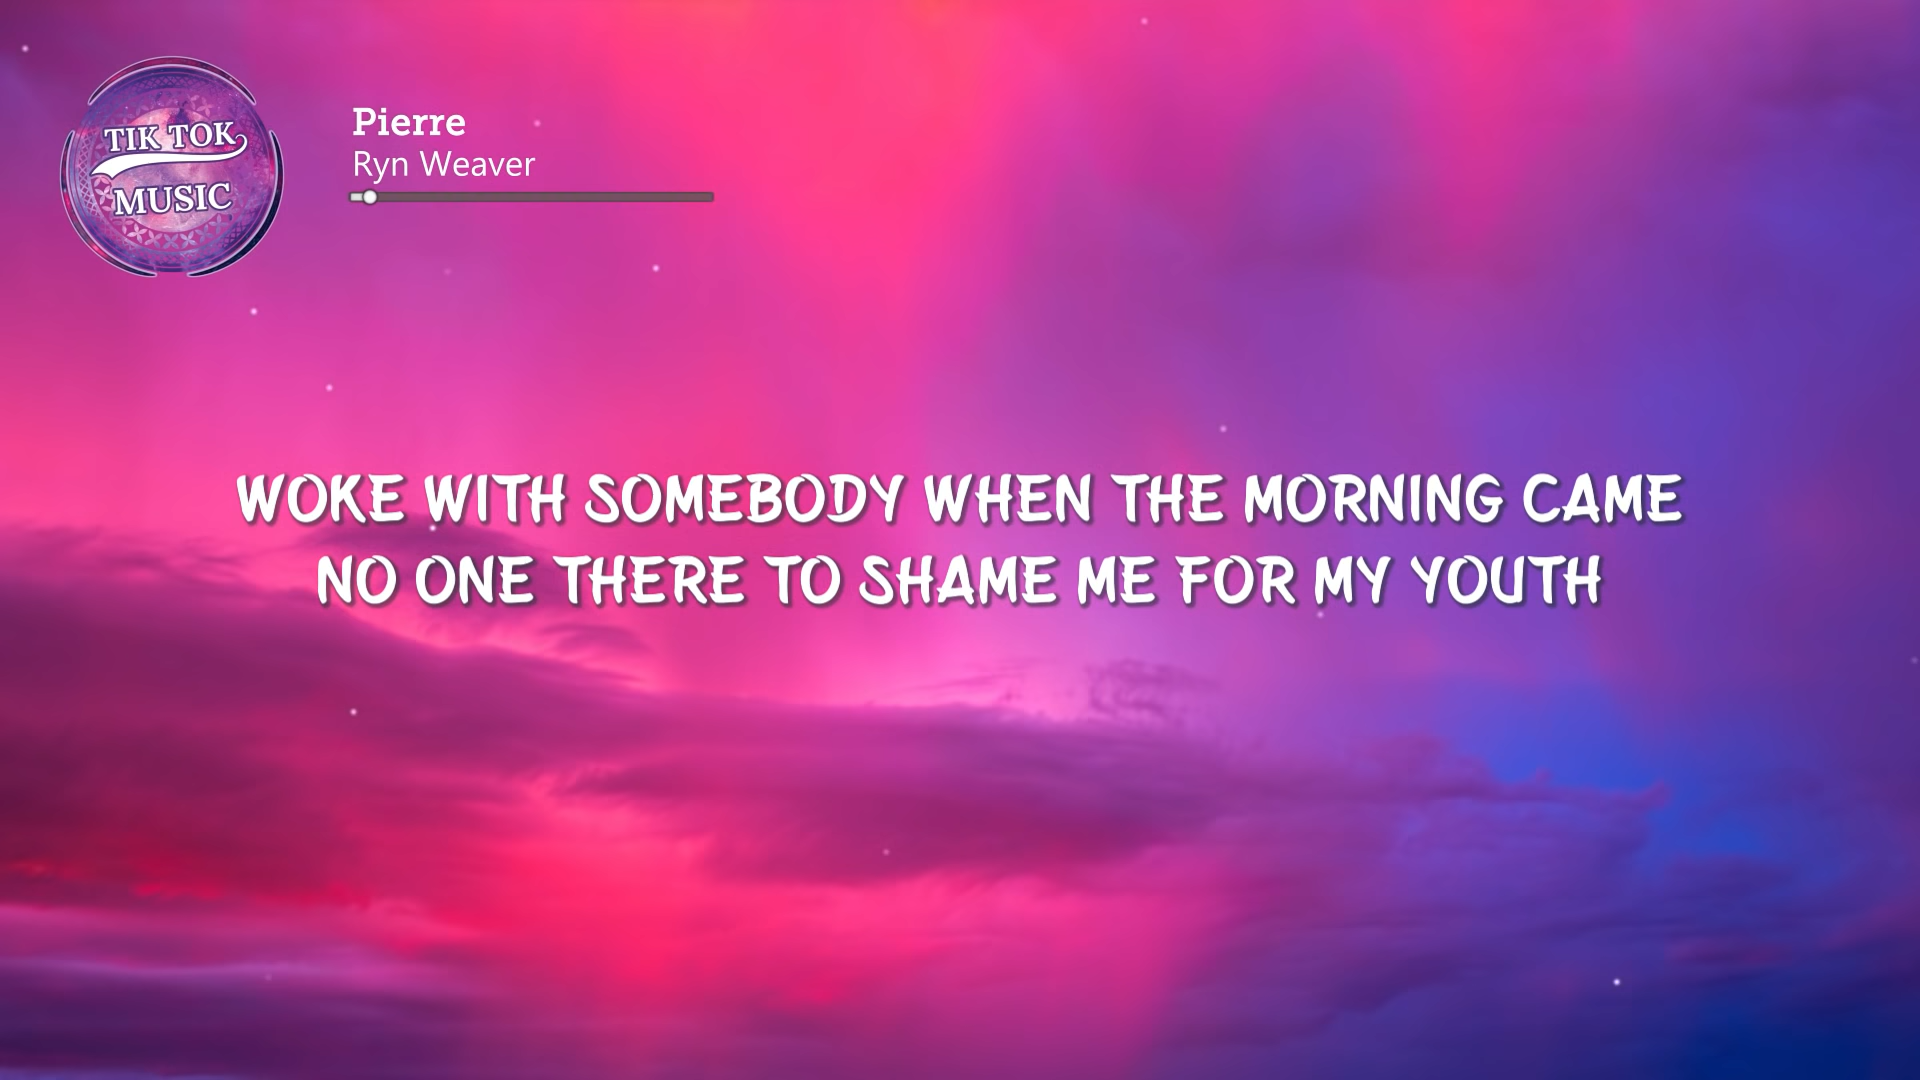 TIK TOK
MUSIC
Pierre
Ryn Weaver
WOKE WITH SOMEBODY WHEN THE MORNING CAME
NO ONE THERE TO SHAME ME FOR MY YOUTH